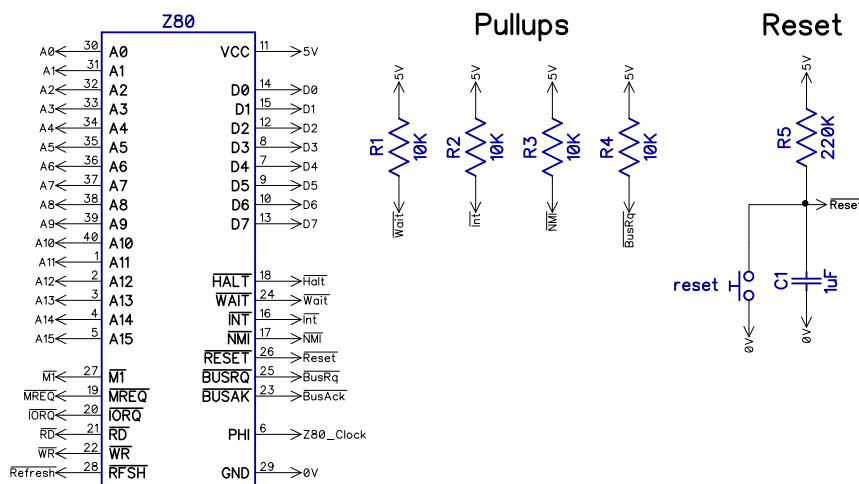 Z80
Pullups
Reset
A0 30 A0 VCC 11 5V
A1 31 A1
A2 32 A2 D0 14 D0
A3 33 A3 D1 15 D1
A4 34 A4 D2 12 D2
A5 35 A5 D3 8 D3
A6 36 A6 D4 7 D4
A7 37 A7 D5 9 D5
A8 38 A8 D6 10 D6
A9 39 A9 D7 13 D7
A10 40 A10
A11 1 A11
A12 2 A12 HALT 18 Halt
A13 3 A13 WAIT 24 Wait
A14 4 A14 INT 16 Int
A15 5 A15 NMI 17 NMI
RESET 26 Reset
M1 27 M1 BUSRQ 25 BusRq
MREQ 19 MREQ BUSAK 23 BusAck
IORQ 20 IORQ
RD 21 RD PHI 6 Z80_Clock
WR 22 WR
Refresh 28 RFSH GND 29 0V
5V
R1
10K
Wait
5V
R2
10K
Int
5V
R3
10K
NMI
5V
R4
10K
BusRq
5V
R5
220K
Reset
reset
C1
1uF
0V
0V